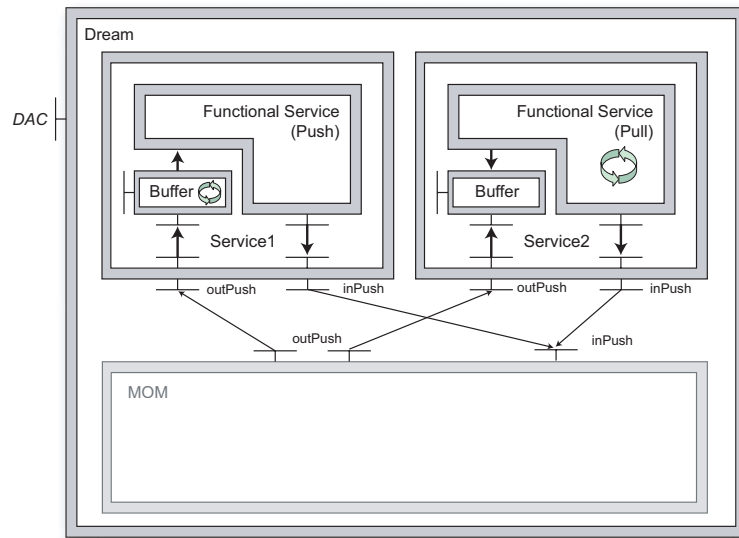 Dream
DAC
Functional Service
(Push)
Functional Service
(Pull)
Buffer
Buffer
Service1
Service2
outPush
inPush
outPush
inPush
outPush
inPush
MOM